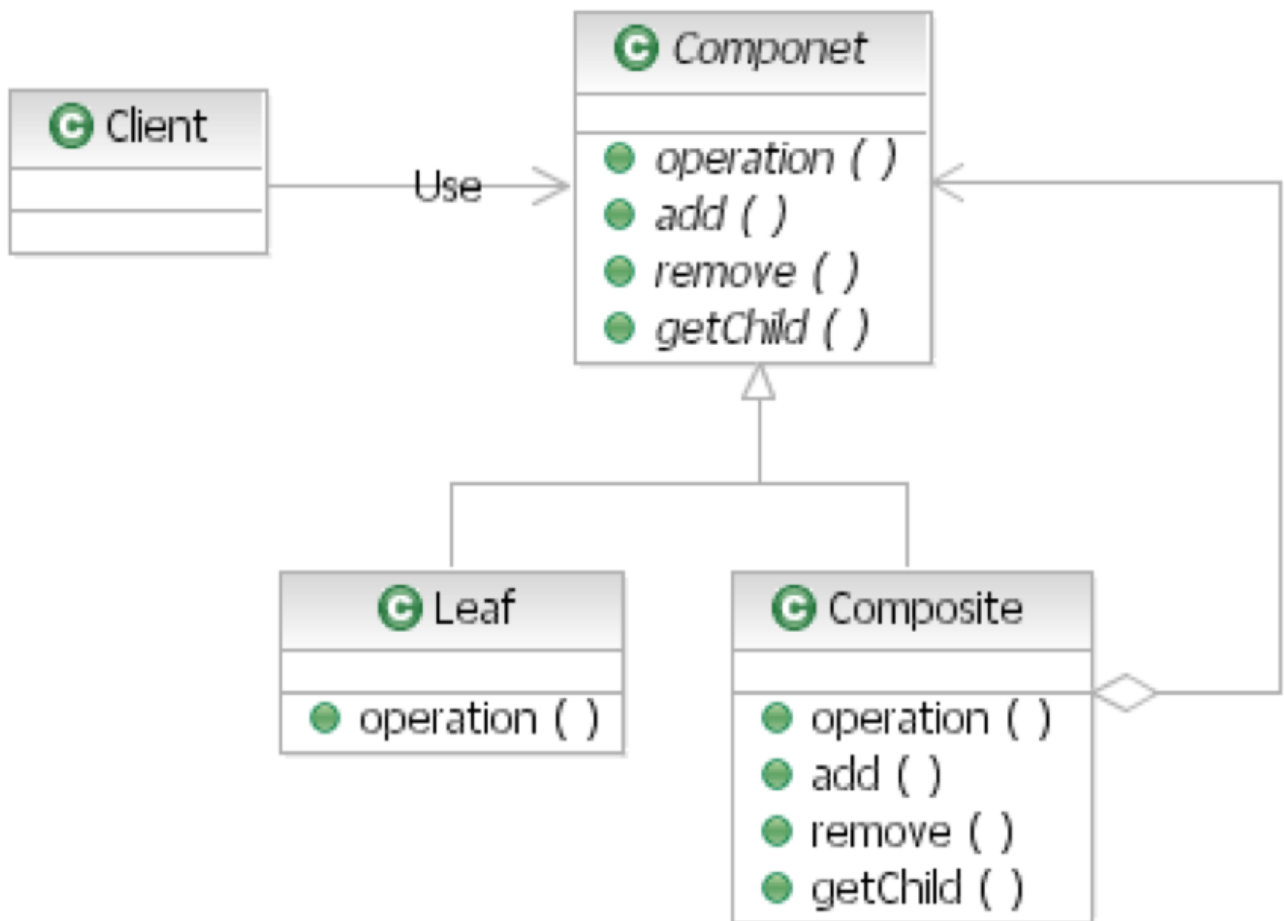 Componet
operation ( )
add ( )
remove ( )
getChild ( )
Client
Use
Leaf
operation ( )
Composite
operation ( )
add ( )
remove ( )
getChild ( )